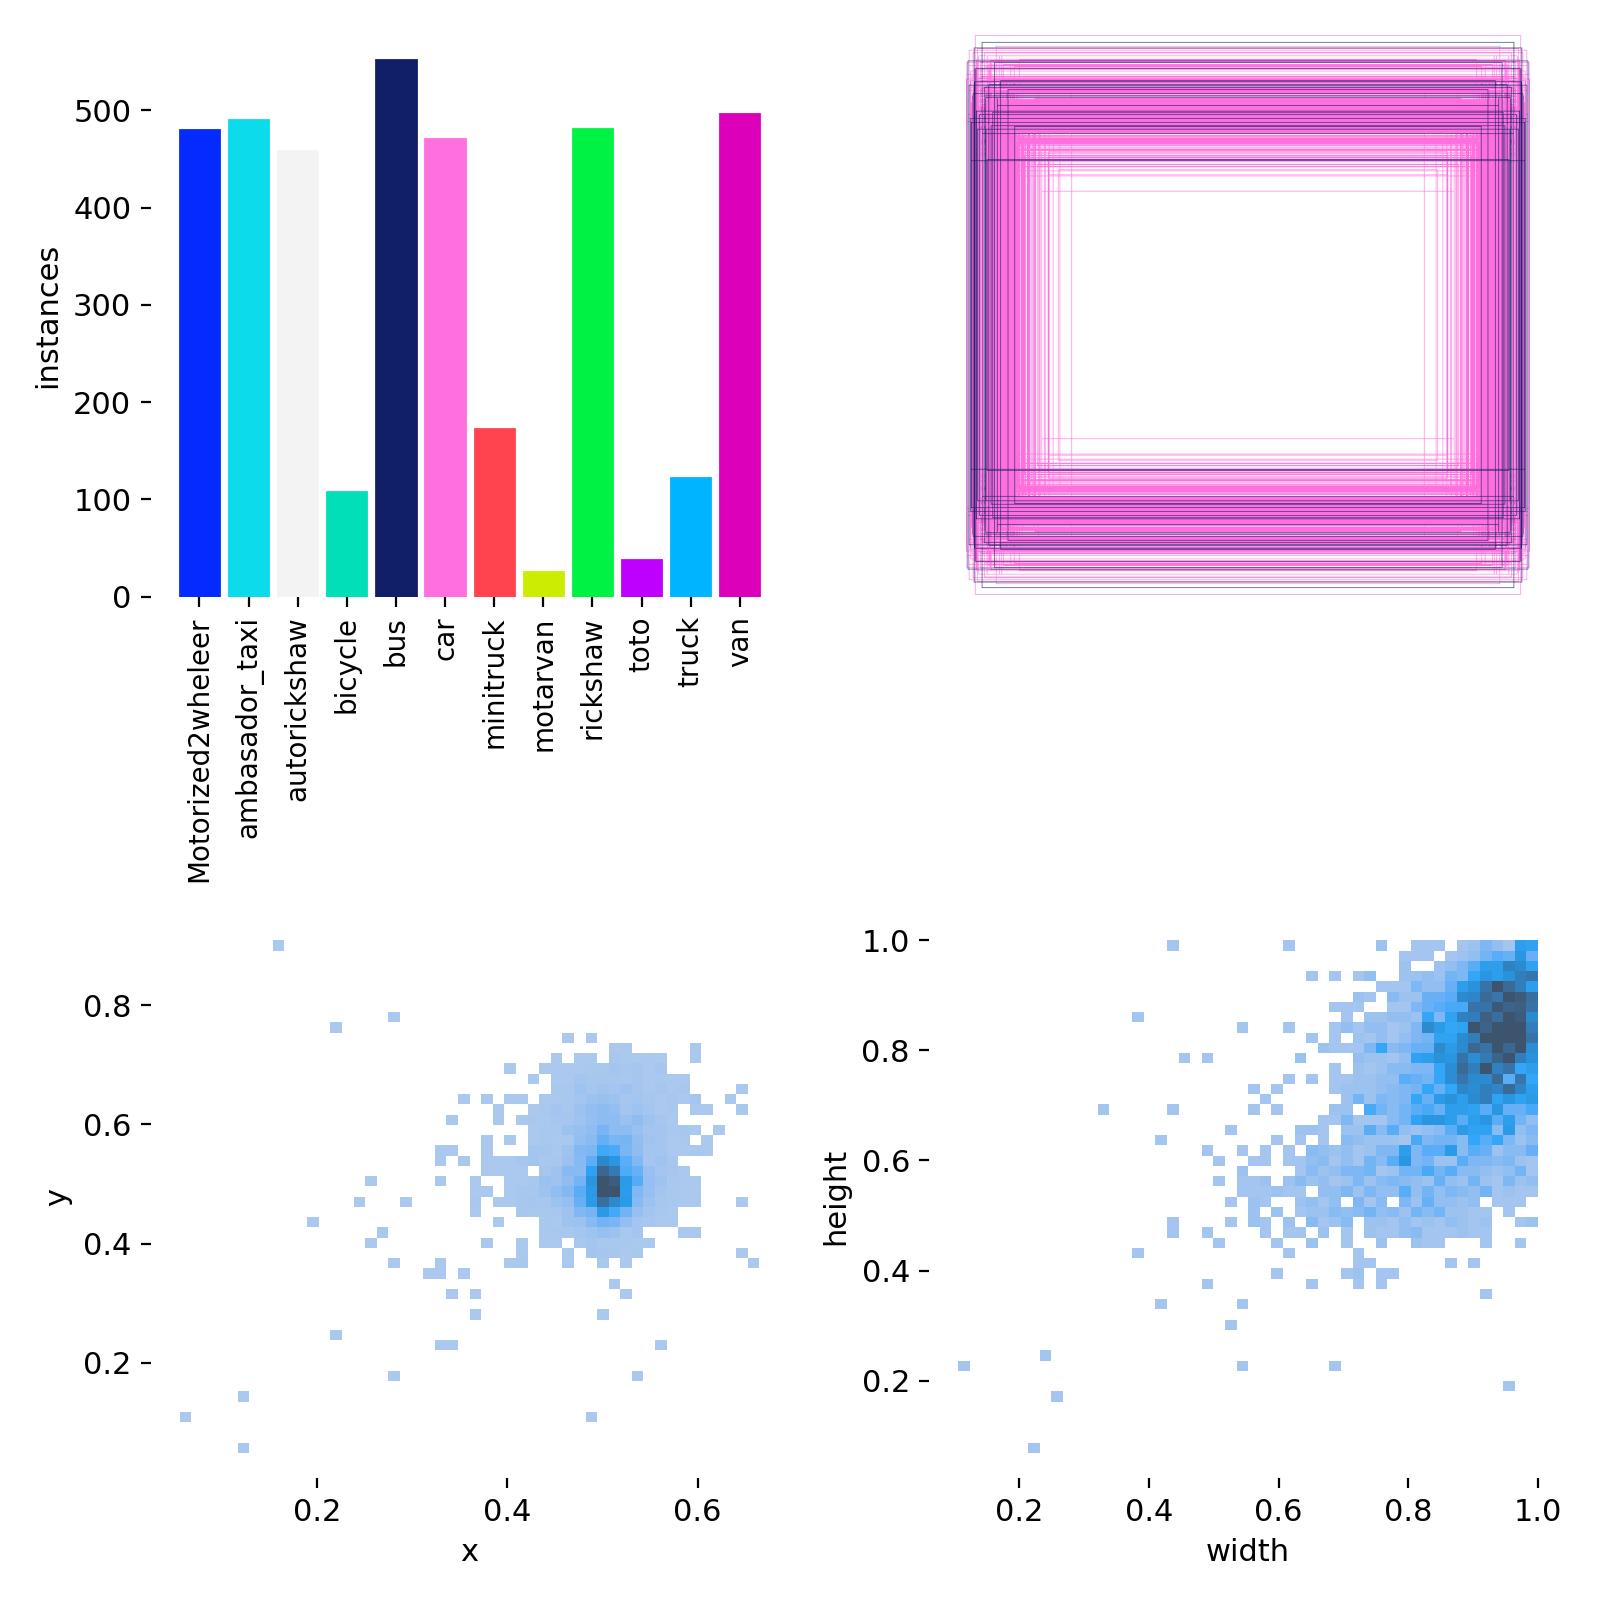 instances
500
400
300
200
100
0
Motorized2wheleer
ambasador_taxi
autorickshaw
bicycle
bus
car
minitruck
motarvan
rickshaw
toto
truck
van
y
0.8
0.6
0.4
0.2
0.2 0.4 0.6
x
height
1.0
0.8
0.6
0.4
0.2
0.2 0.4 0.6 0.8 1.0
width